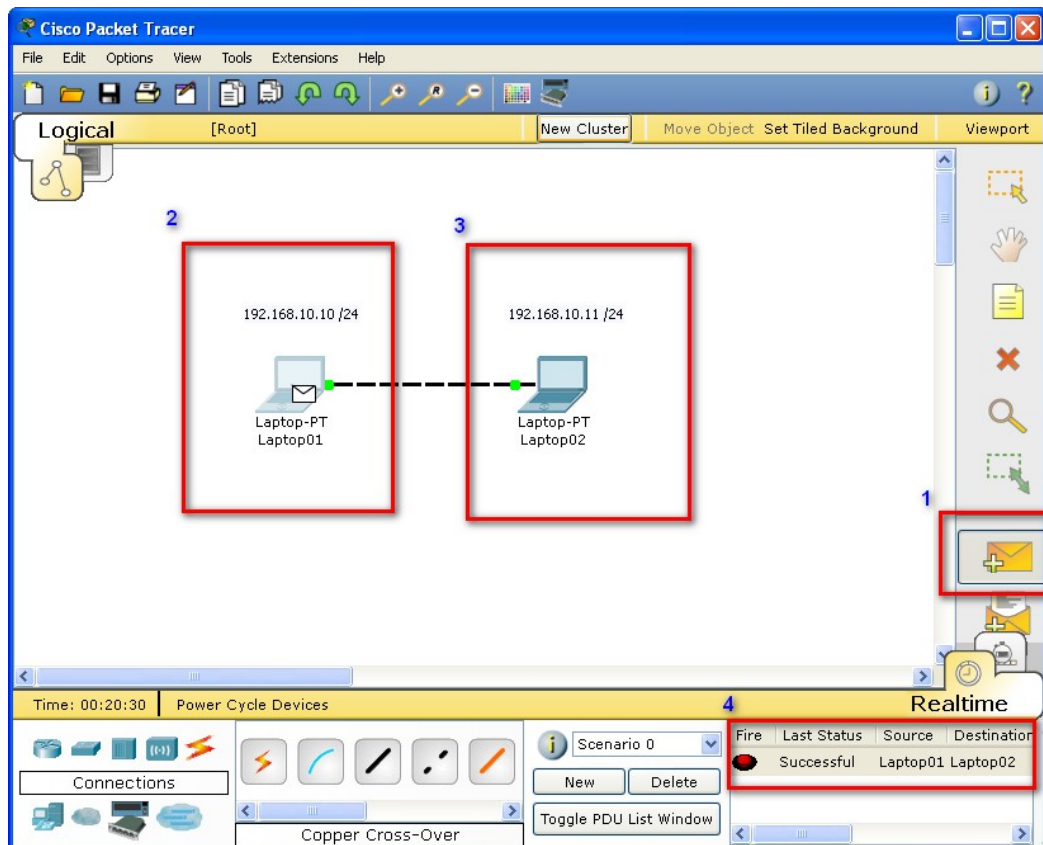 Cisco Packet Tracer
File Edit Options View Tools Extensions Help
Logical [Root] New Cluster Move Object Set Tiled Background Viewport
2
3
192.168.10.10 /24
192.168.10.11 /24
Laptop-PT
Laptop01
Laptop-PT
Laptop02
1
Time: 00:20:30 Power Cycle Devices
4
Realtime
Connections
Copper Cross-Over
Scenario 0
New Delete
Toggle PDU List Window
Fire Last Status Source Destination
Successful Laptop01 Laptop02